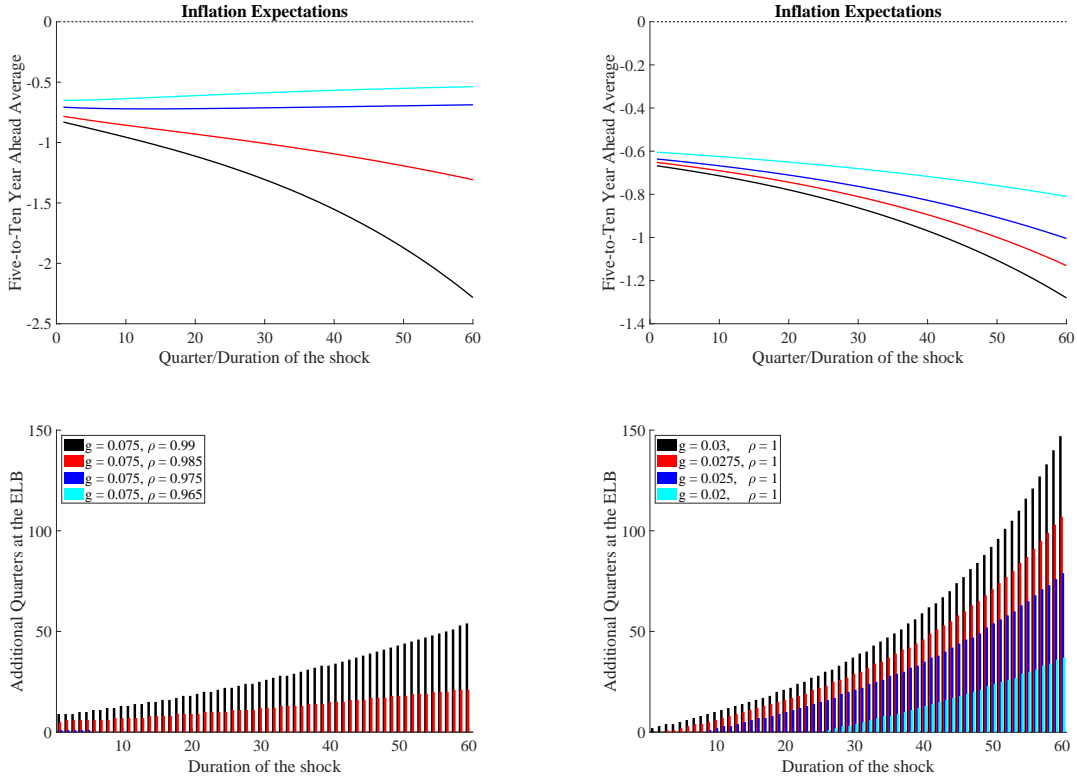 Inflation Expectations
Five-to-Ten Year Ahead Average
0
-0.5
-1
-1.5
-2
-2.5
0 10 20 30 40 50 60
Quarter/Duration of the shock
Inflation Expectations
Five-to-Ten Year Ahead Average
0
-0.2
-0.4
-0.6
-0.8
-1
-1.2
-1.4
0 10 20 30 40 50 60
Quarter/Duration of the shock
Additional Quarters at the ELB
150
100
50
0
g = 0.075, ρ = 0.99
g = 0.075, ρ = 0.985
g = 0.075, ρ = 0.975
g = 0.075, ρ = 0.965
10 20 30 40 50 60
Duration of the shock
Additional Quarters at the ELB
150
100
50
0
g = 0.03, ρ = 1
g = 0.0275, ρ = 1
g = 0.025, ρ = 1
g = 0.02, ρ = 1
10 20 30 40 50 60
Duration of the shock